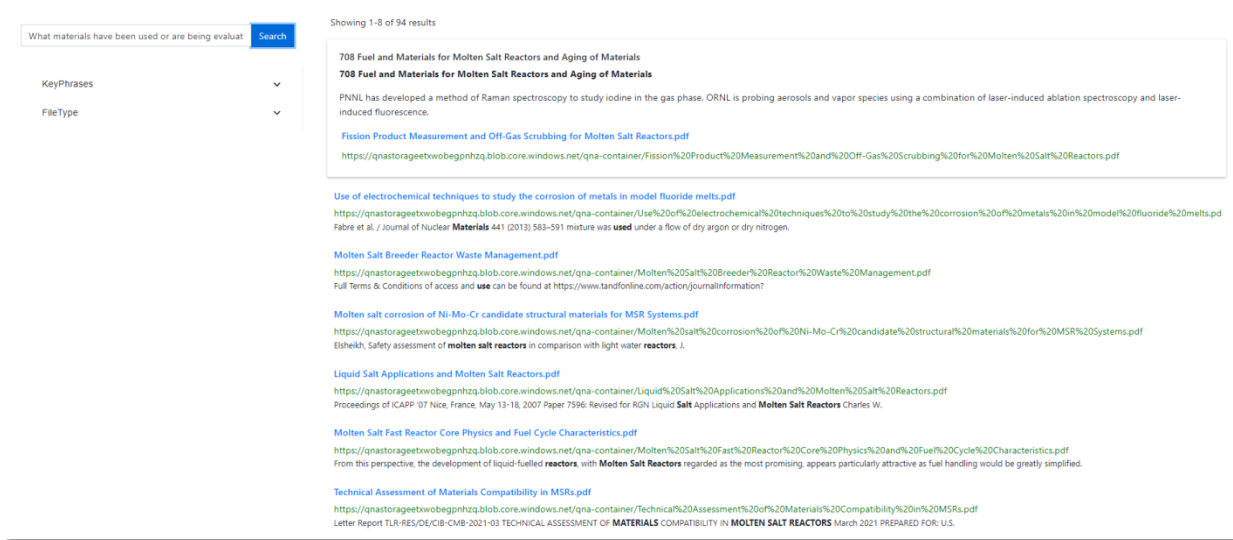 Showing 1-8 of 94 results
What materials have been used or are being evaluat Search
KeyPhrases
FileType
708 Fuel and Materials for Molten Salt Reactors and Aging of Materials
708 Fuel and Materials for Molten Salt Reactors and Aging of Materials
PNNL has developed a method of Raman spectroscopy to study iodine in the gas phase. ORNL is probing aerosols and vapor species using a combination of laser-induced ablation spectroscopy and laser-
induced fluorescence.
Fission Product Measurement and Off-Gas Scrubbing for Molten Salt Reactors.pdf
https://qnastorageetxwobegpnhzq.blob.core.windows.net/qna-container/Fission%20Product%20Measurement%20and%20Off-Gas%20Scrubbing%20for%20Molten%20Salt%20Reactors.pdf
Use of electrochemical techniques to study the corrosion of metals in model fluoride melts.pdf
https://qnastorageetxwobegpnhzq.blob.core.windows.net/qna-container/Use%20of%20electrochemical%20techniques%20to%20study%20the%20corrosion%20of%20metals%20in%20model%20fluoride%20melts.pd
Fabre et al. / Journal of Nuclear Materials 441 (2013) 583–591 mixture was used under a flow of dry argon or dry nitrogen.
Molten Salt Breeder Reactor Waste Management.pdf
https://qnastorageetxwobegpnhzq.blob.core.windows.net/qna-container/Molten%20Salt%20Breeder%20Reactor%20Waste%20Management.pdf
Full Terms & Conditions of access and use can be found at https://www.tandfonline.com/action/journalInformation?
Molten salt corrosion of Ni-Mo-Cr candidate structural materials for MSR Systems.pdf
https://qnastorageetxwobegpnhzq.blob.core.windows.net/qna-container/Molten%20salt%20corrosion%20of%20Ni-Mo-Cr%20candidate%20structural%20materials%20for%20MSR%20Systems.pdf
Elsheikh, Safety assessment of molten salt reactors in comparison with light water reactors, J.
Liquid Salt Applications and Molten Salt Reactors.pdf
https://qnastorageetxwobegpnhzq.blob.core.windows.net/qna-container/Liquid%20Salt%20Applications%20and%20Molten%20Salt%20Reactors.pdf
Proceedings of ICAPP '07 Nice, France, May 13-18, 2007 Paper 7596: Revised for RGN Liquid Salt Applications and Molten Salt Reactors Charles W.
Molten Salt Fast Reactor Core Physics and Fuel Cycle Characteristics.pdf
https://qnastorageetxwobegpnhzq.blob.core.windows.net/qna-container/Molten%20Salt%20Fast%20Reactor%20Core%20Physics%20and%20Fuel%20Cycle%20Characteristics.pdf
From this perspective, the development of liquid-fuelled reactors, with Molten Salt Reactors regarded as the most promising, appears particularly attractive as fuel handling would be greatly simplified.
Technical Assessment of Materials Compatibility in MSRs.pdf
https://qnastorageetxwobegpnhzq.blob.core.windows.net/qna-container/Technical%20Assessment%20of%20Materials%20Compatibility%20in%20MSRs.pdf
Letter Report TLR-RES/DE/CIB-CMB-2021-03 TECHNICAL ASSESSMENT OF MATERIALS COMPATIBILITY IN MOLTEN SALT REACTORS March 2021 PREPARED FOR: U.S.